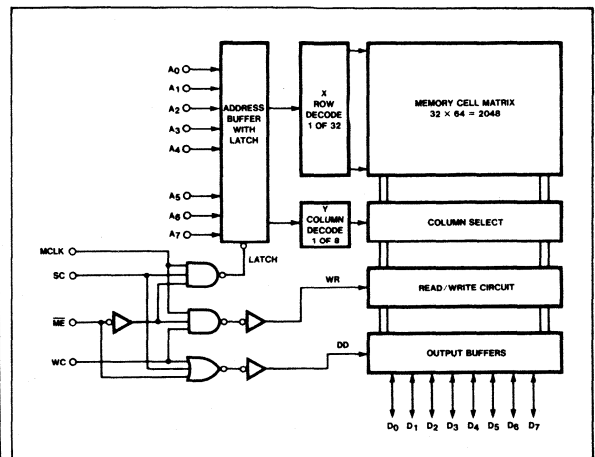 A0
A1
A2
A3
A4
A5
A6
A7
ADDRESS
BUFFER
WITH
LATCH
X
ROW
DECODE
1 OF 32
MEMORY CELL MATRIX
32 × 64 = 2048
Y
COLUMN
DECODE
1 OF 8
COLUMN SELECT
MCLK
SC
ME
WC
LATCH
WR
READ/WRITE CIRCUIT
DD
OUTPUT BUFFERS
D0 D1 D2 D3 D4 D5 D6 D7